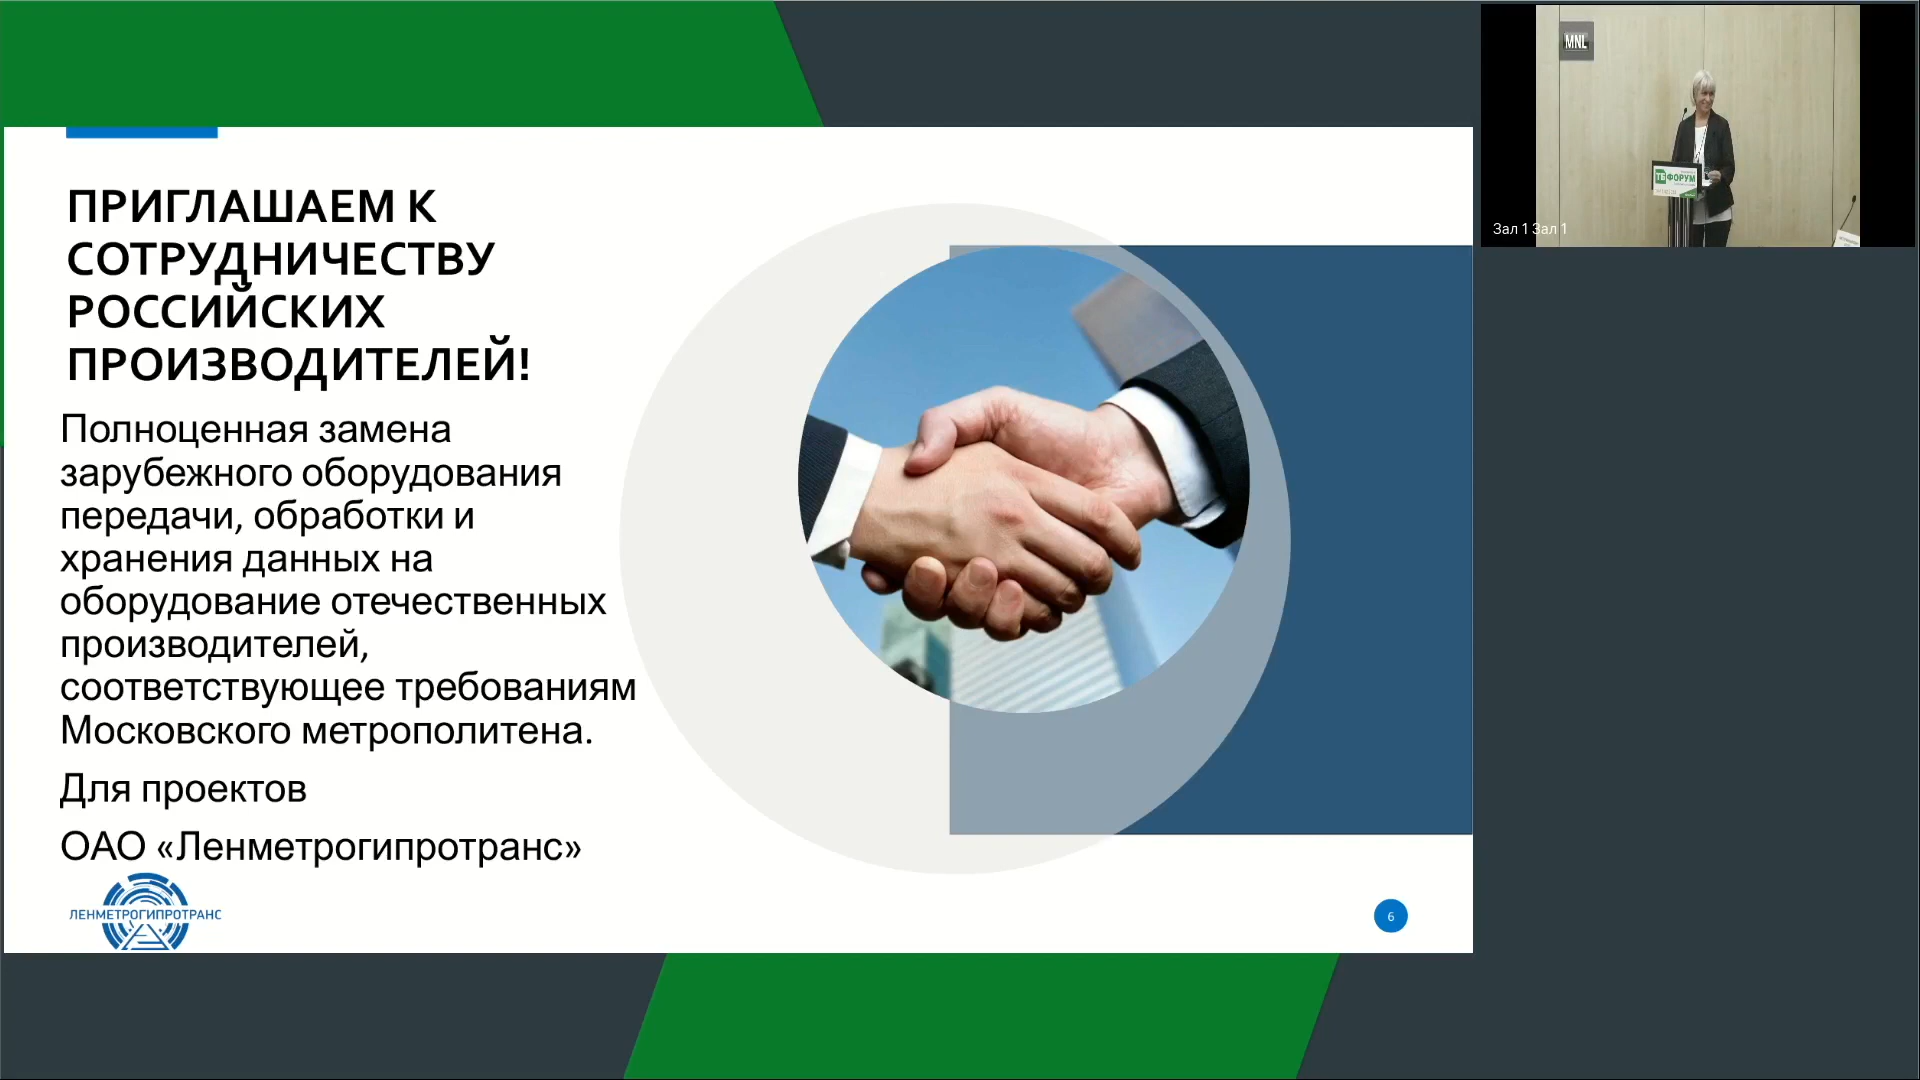 ПРИГЛАШАЕМ К
СОТРУДНИЧЕСТВУ
РОССИЙСКИХ
ПРОИЗВОДИТЕЛЕЙ!
Полноценная замена
зарубежного оборудования
передачи, обработки и
хранения данных на
оборудование отечественных
производителей,
соответствующее требованиям
Московского метрополитена.
Для проектов
ОАО «Ленметрогипротранс»
ЛЕНМЕТРОГИПРОТРАНС
6
MNL
ТБ ФОРУМ
Зал 1 Зал 1